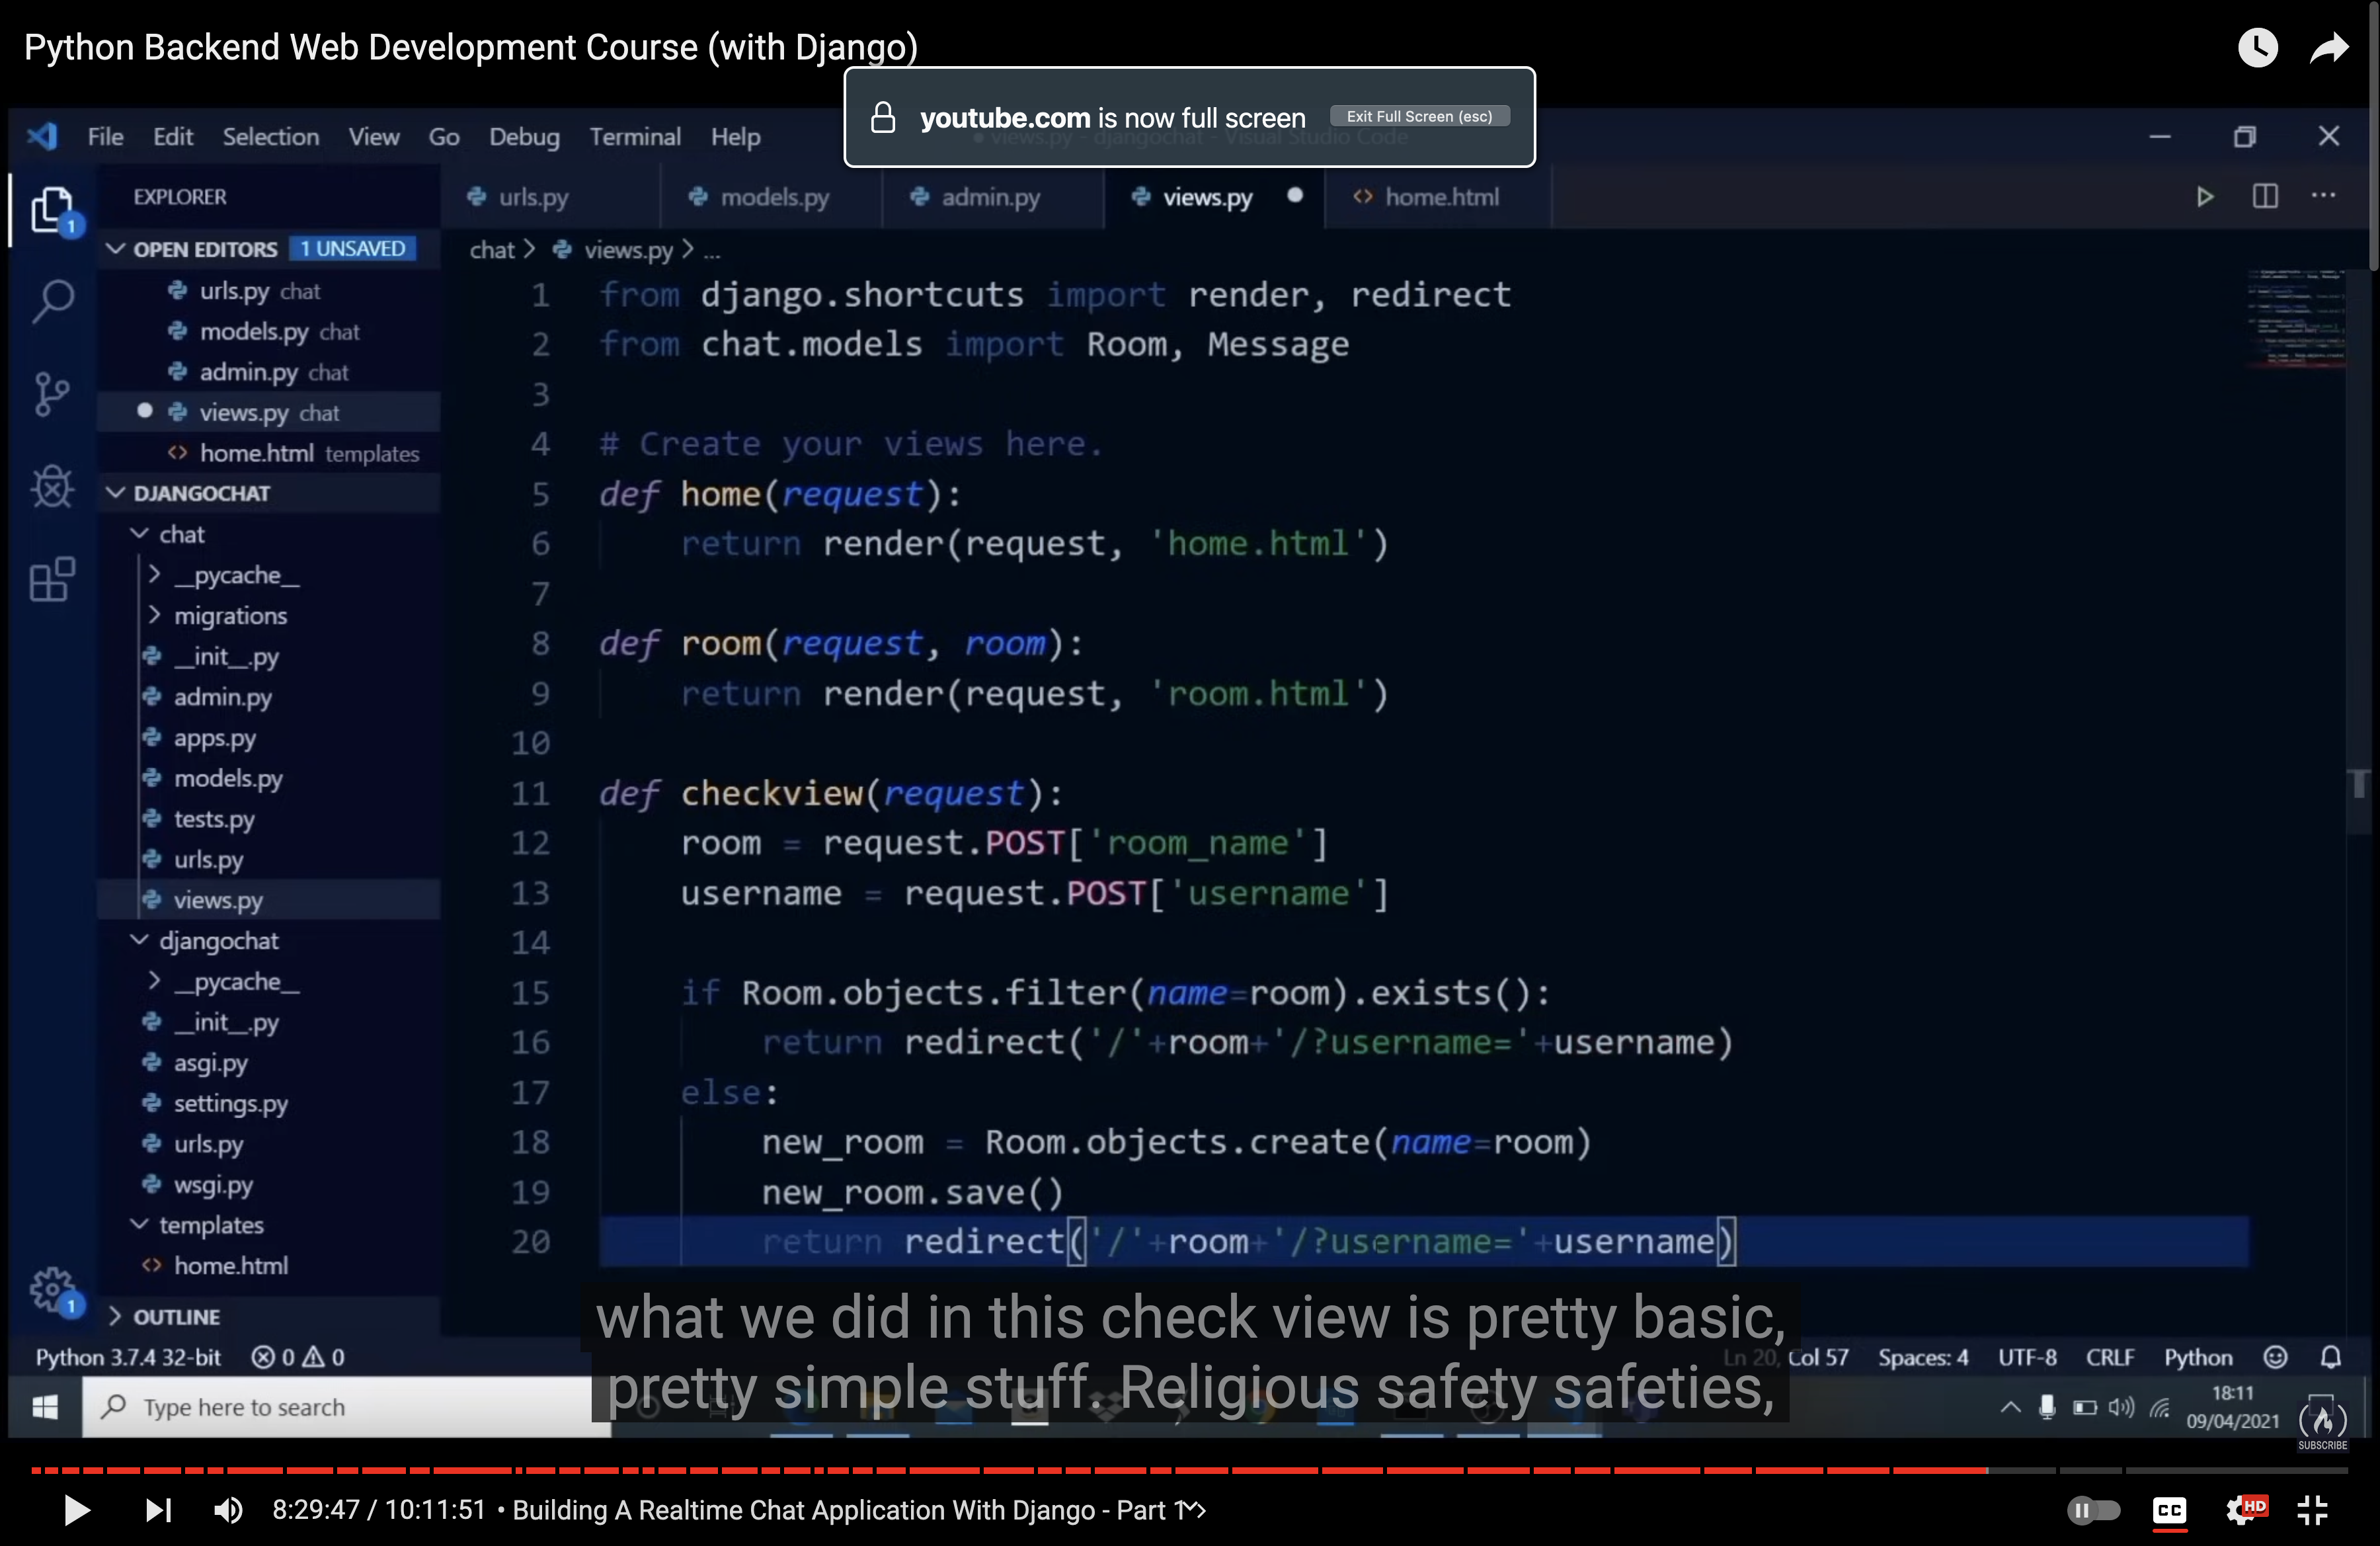 Python Backend Web Development Course (with Django)
youtube.com is now full screen Exit Full Screen (esc)
File Edit Selection View Go Debug Terminal Help
views.py - djangochat - Visual Studio Code
EXPLORER
urls.py models.py admin.py views.py home.html
OPEN EDITORS 1 UNSAVED
urls.py chat
models.py chat
admin.py chat
views.py chat
home.html templates
DJANGOCHAT
chat
__pycache__
migrations
__init__.py
admin.py
apps.py
models.py
tests.py
urls.py
views.py
djangochat
__pycache__
__init__.py
asgi.py
settings.py
urls.py
wsgi.py
templates
home.html
OUTLINE
chat > views.py > ...
1 from django.shortcuts import render, redirect
2 from chat.models import Room, Message
3
4 # Create your views here.
5 def home(request):
6 return render(request, 'home.html')
7
8 def room(request, room):
9 return render(request, 'room.html')
10
11 def checkview(request):
12 room = request.POST['room_name']
13 username = request.POST['username']
14
15 if Room.objects.filter(name=room).exists():
16 return redirect('/'+room+'/?username='+username)
17 else:
18 new_room = Room.objects.create(name=room)
19 new_room.save()
20 return redirect('/'+room+'/?username='+username)
what we did in this check view is pretty basic,
pretty simple stuff. Religious safety safeties,
Python 3.7.4 32-bit 0 0 Ln 20, Col 57 Spaces: 4 UTF-8 CRLF Python
Type here to search
18:11
09/04/2021
SUBSCRIBE
8:29:47 / 10:11:51 • Building A Realtime Chat Application With Django - Part 1
CC HD